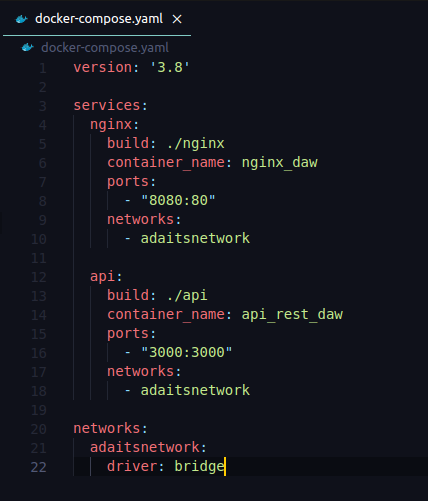 docker-compose.yaml ×
docker-compose.yaml
1 version: '3.8'
2
3 services:
4   nginx:
5     build: ./nginx
6     container_name: nginx_daw
7     ports:
8       - "8080:80"
9     networks:
10       - adaitsnetwork
11
12   api:
13     build: ./api
14     container_name: api_rest_daw
15     ports:
16       - "3000:3000"
17     networks:
18       - adaitsnetwork
19
20 networks:
21   adaitsnetwork:
22     driver: bridge